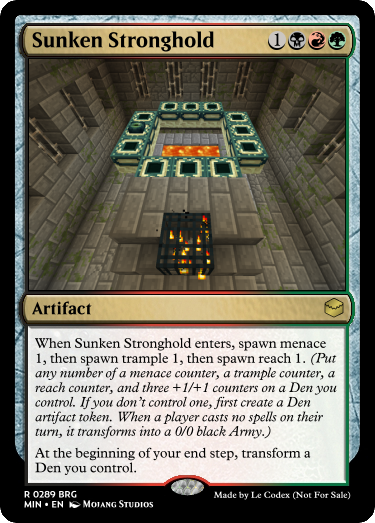 Sunken Stronghold 1
Artifact
When Sunken Stronghold enters, spawn menace
1, then spawn trample 1, then spawn reach 1. (Put
any number of a menace counter, a trample counter, a
reach counter, and three +1/+1 counters on a Den you
control. If you don't control one, first create a Den
artifact token. When a player casts no spells on their
turn, it transforms into a 0/0 black Army.)
At the beginning of your end step, transform a
Den you control.
R 0289 BRG
MIN • EN Mojang Studios
Made by Le Codex (Not For Sale)